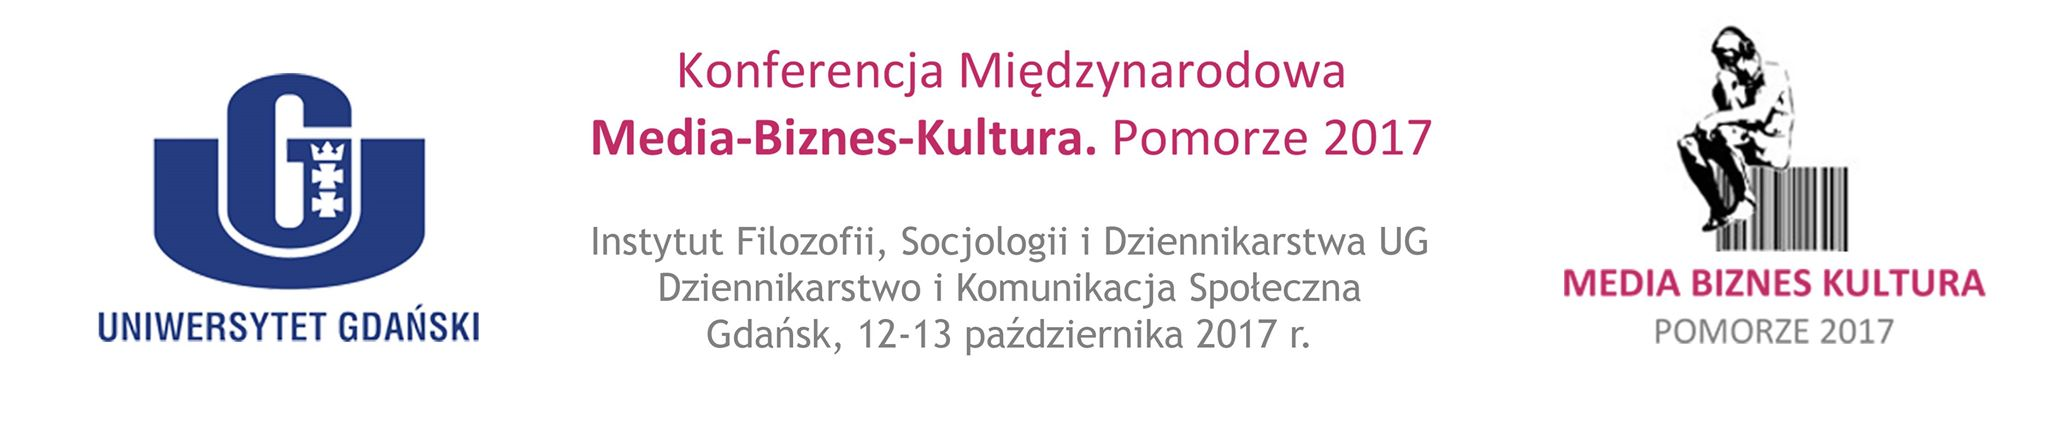 UNIWERSYTET GDAŃSKI
Konferencja Międzynarodowa
Media-Biznes-Kultura. Pomorze 2017
Instytut Filozofii, Socjologii i Dziennikarstwa UG
Dziennikarstwo i Komunikacja Społeczna
Gdańsk, 12-13 października 2017 r.
MEDIA BIZNES KULTURA
POMORZE 2017